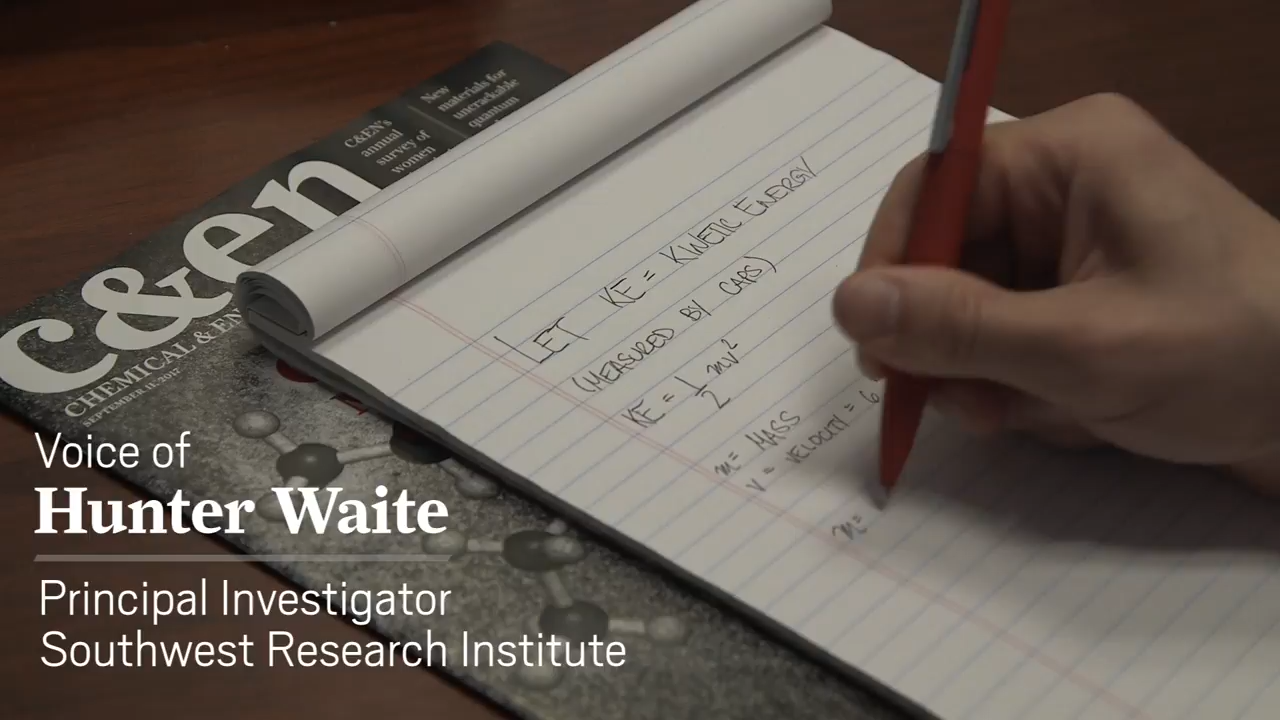 C&EN's
annual
survey of
women
New
materials for
uncrackable
quantum
c&en
CHEMICAL & EN
SEPTEMBER 11, 2017
LET KE = KINETIC ENERGY
(MEASURED BY CAPS)
KE = 1/2 mv²
m = MASS
v = VELOCITY = 6
m=
Voice of
Hunter Waite
Principal Investigator
Southwest Research Institute